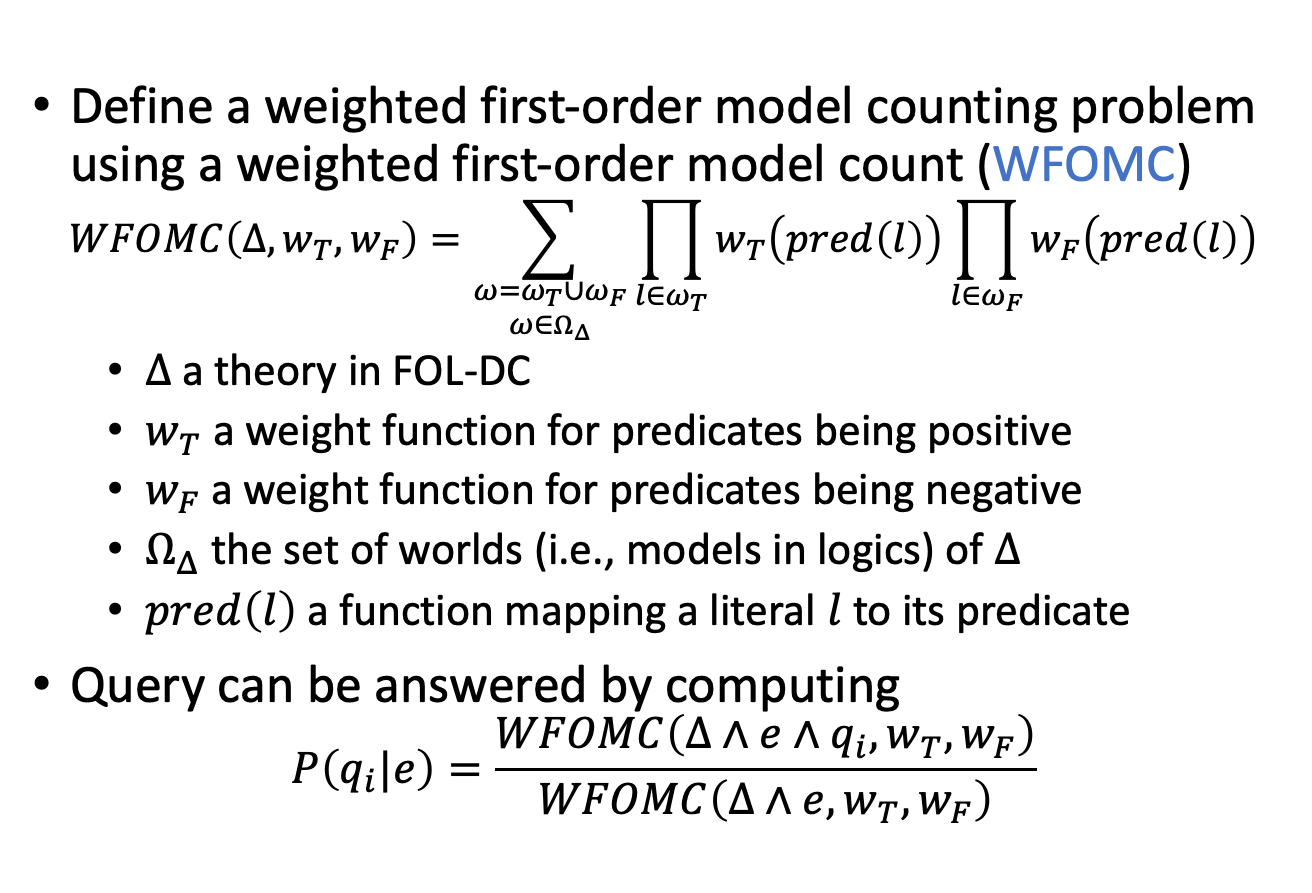 • Define a weighted first-order model counting problem
using a weighted first-order model count (WFOMC)
WFOMC(Δ, w_T, w_F) = ∑_{ω=ω_T∪ω_F, ω∈Ω_Δ} ∏_{l∈ω_T} w_T(pred(l)) ∏_{l∈ω_F} w_F(pred(l))
• Δ a theory in FOL-DC
• w_T a weight function for predicates being positive
• w_F a weight function for predicates being negative
• Ω_Δ the set of worlds (i.e., models in logics) of Δ
• pred(l) a function mapping a literal l to its predicate
• Query can be answered by computing
P(q_i|e) = WFOMC(Δ ∧ e ∧ q_i, w_T, w_F) / WFOMC(Δ ∧ e, w_T, w_F)